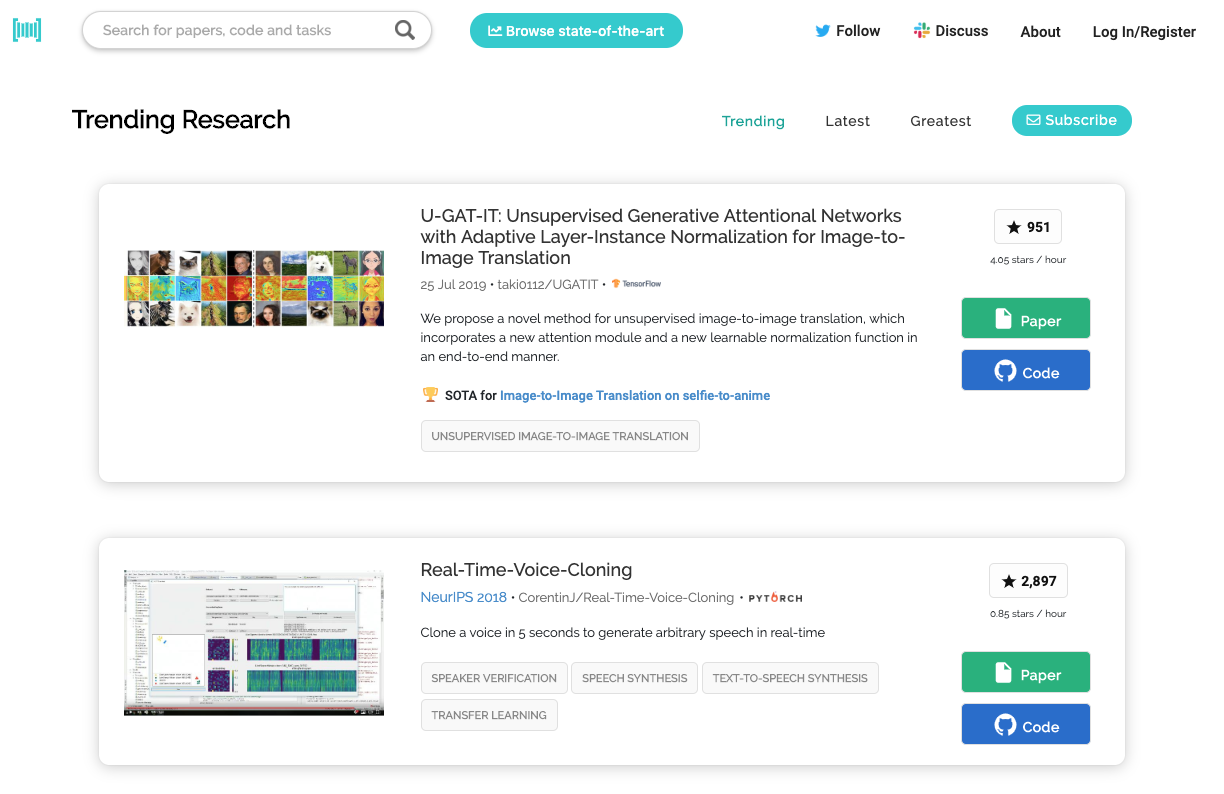 Search for papers, code and tasks
Browse state-of-the-art
Follow
Discuss
About
Log In/Register
Trending Research
Trending
Latest
Greatest
Subscribe
U-GAT-IT: Unsupervised Generative Attentional Networks
with Adaptive Layer-Instance Normalization for Image-to-
Image Translation
25 Jul 2019 • taki0112/UGATIT • TensorFlow
We propose a novel method for unsupervised image-to-image translation, which
incorporates a new attention module and a new learnable normalization function in
an end-to-end manner.
SOTA for Image-to-Image Translation on selfie-to-anime
UNSUPERVISED IMAGE-TO-IMAGE TRANSLATION
951
4.05 stars / hour
Paper
Code
Real-Time-Voice-Cloning
NeurIPS 2018 • CorentinJ/Real-Time-Voice-Cloning • PYTORCH
Clone a voice in 5 seconds to generate arbitrary speech in real-time
SPEAKER VERIFICATION
SPEECH SYNTHESIS
TEXT-TO-SPEECH SYNTHESIS
TRANSFER LEARNING
2,897
0.85 stars / hour
Paper
Code